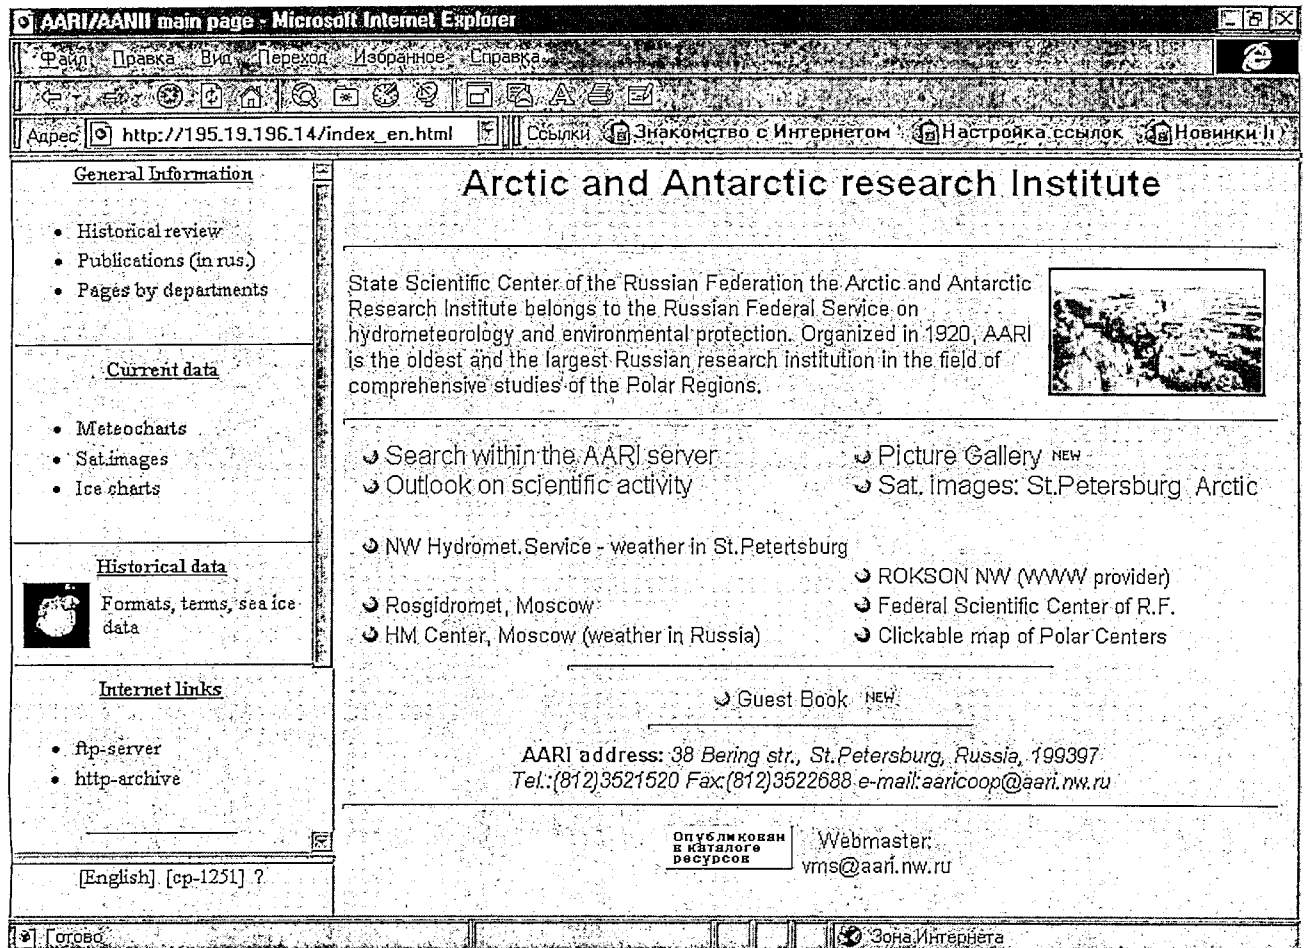 AARI/AANII main page - Microsoft Internet Explorer
Файл Правка Вид Переход Избранное Справка
Адрес http://195.19.196.14/index_en.html Ссылки Знакомство с Интернетом Настройка ссылок Новинки
General Information
Historical review
Publications (in rus.)
Pages by departments
Current data
Meteocharts
Sat.images
Ice charts
Historical data
Formats, terms, sea ice
data
Internet links
ftp-server
http-archive
[English] [cp-1251] ?
Arctic and Antarctic research Institute
State Scientific Center of the Russian Federation the Arctic and Antarctic
Research Institute belongs to the Russian Federal Service on
hydrometeorology and environmental protection. Organized in 1920, AARI
is the oldest and the largest Russian research institution in the field of
comprehensive studies of the Polar Regions.
Search within the AARI server
Picture Gallery NEW
Outlook on scientific activity
Sat. images: St.Petersburg Arctic
NW Hydromet.Service - weather in St.Petertsburg
ROKSON NW (WWW provider)
Rosgidromet, Moscow
Federal Scientific Center of R.F.
HM Center, Moscow (weather in Russia)
Clickable map of Polar Centers
Guest Book NEW
AARI address: 38 Bering str., St.Petersburg, Russia, 199397
Tel.:(812)3521520 Fax:(812)3522688 e-mail:aaricoop@aari.nw.ru
Опубликован
в каталоге
ресурсов
Webmaster:
vms@aari.nw.ru
Готово
Зона Интернета